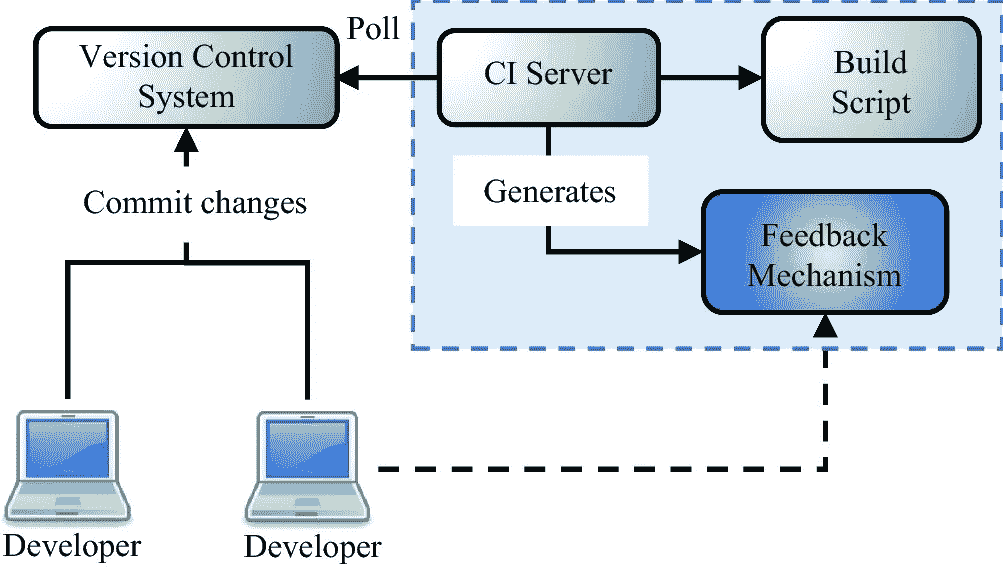 Poll
Version Control
System
CI Server
Build
Script
Commit changes
Generates
Feedback
Mechanism
Developer
Developer